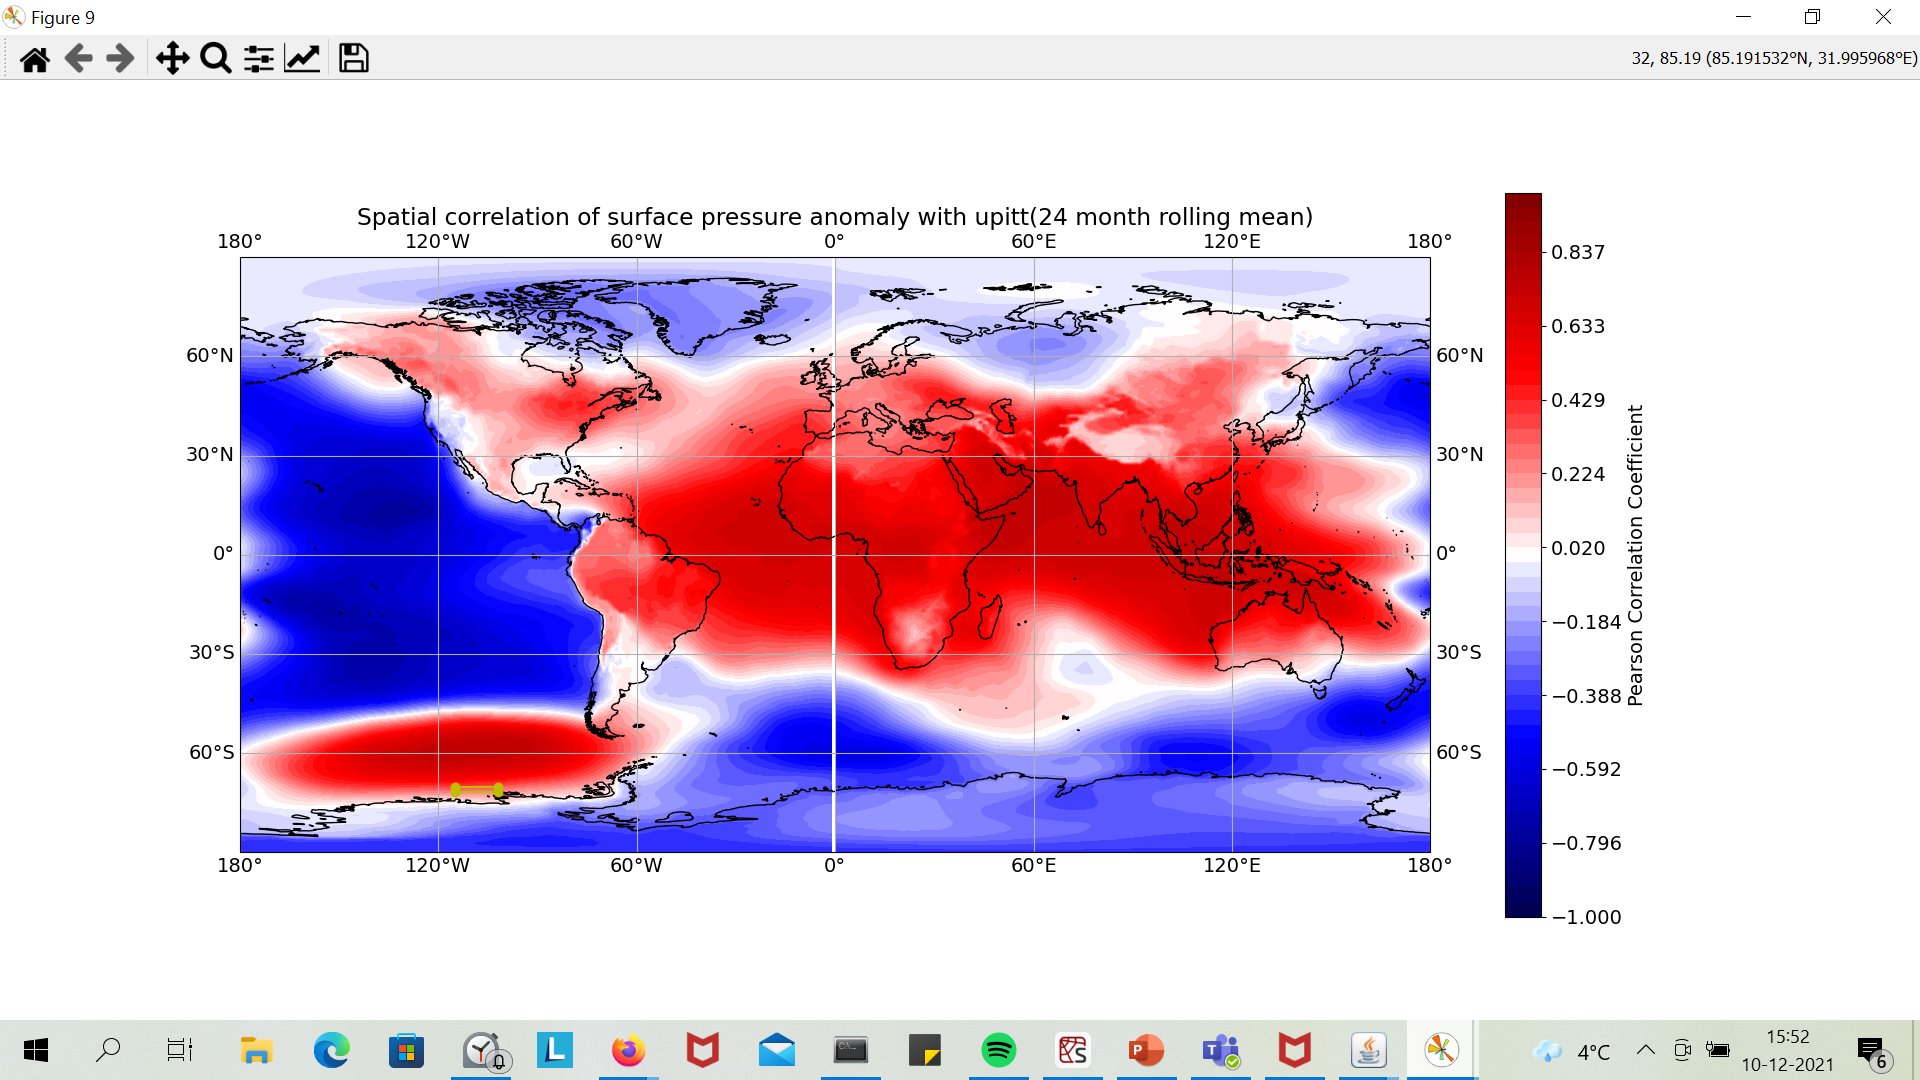 Figure 9
32, 85.19 (85.191532°N, 31.995968°E)
Spatial correlation of surface pressure anomaly with upitt(24 month rolling mean)
180° 120°W 60°W 0° 60°E 120°E 180°
60°N 60°N
30°N 30°N
0° 0°
30°S 30°S
60°S 60°S
180° 120°W 60°W 0° 60°E 120°E 180°
0.837
0.633
0.429
0.224
0.020
−0.184
−0.388
−0.592
−0.796
−1.000
Pearson Correlation Coefficient
L
C:\_
P
T
4°C
15:52
10-12-2021
6